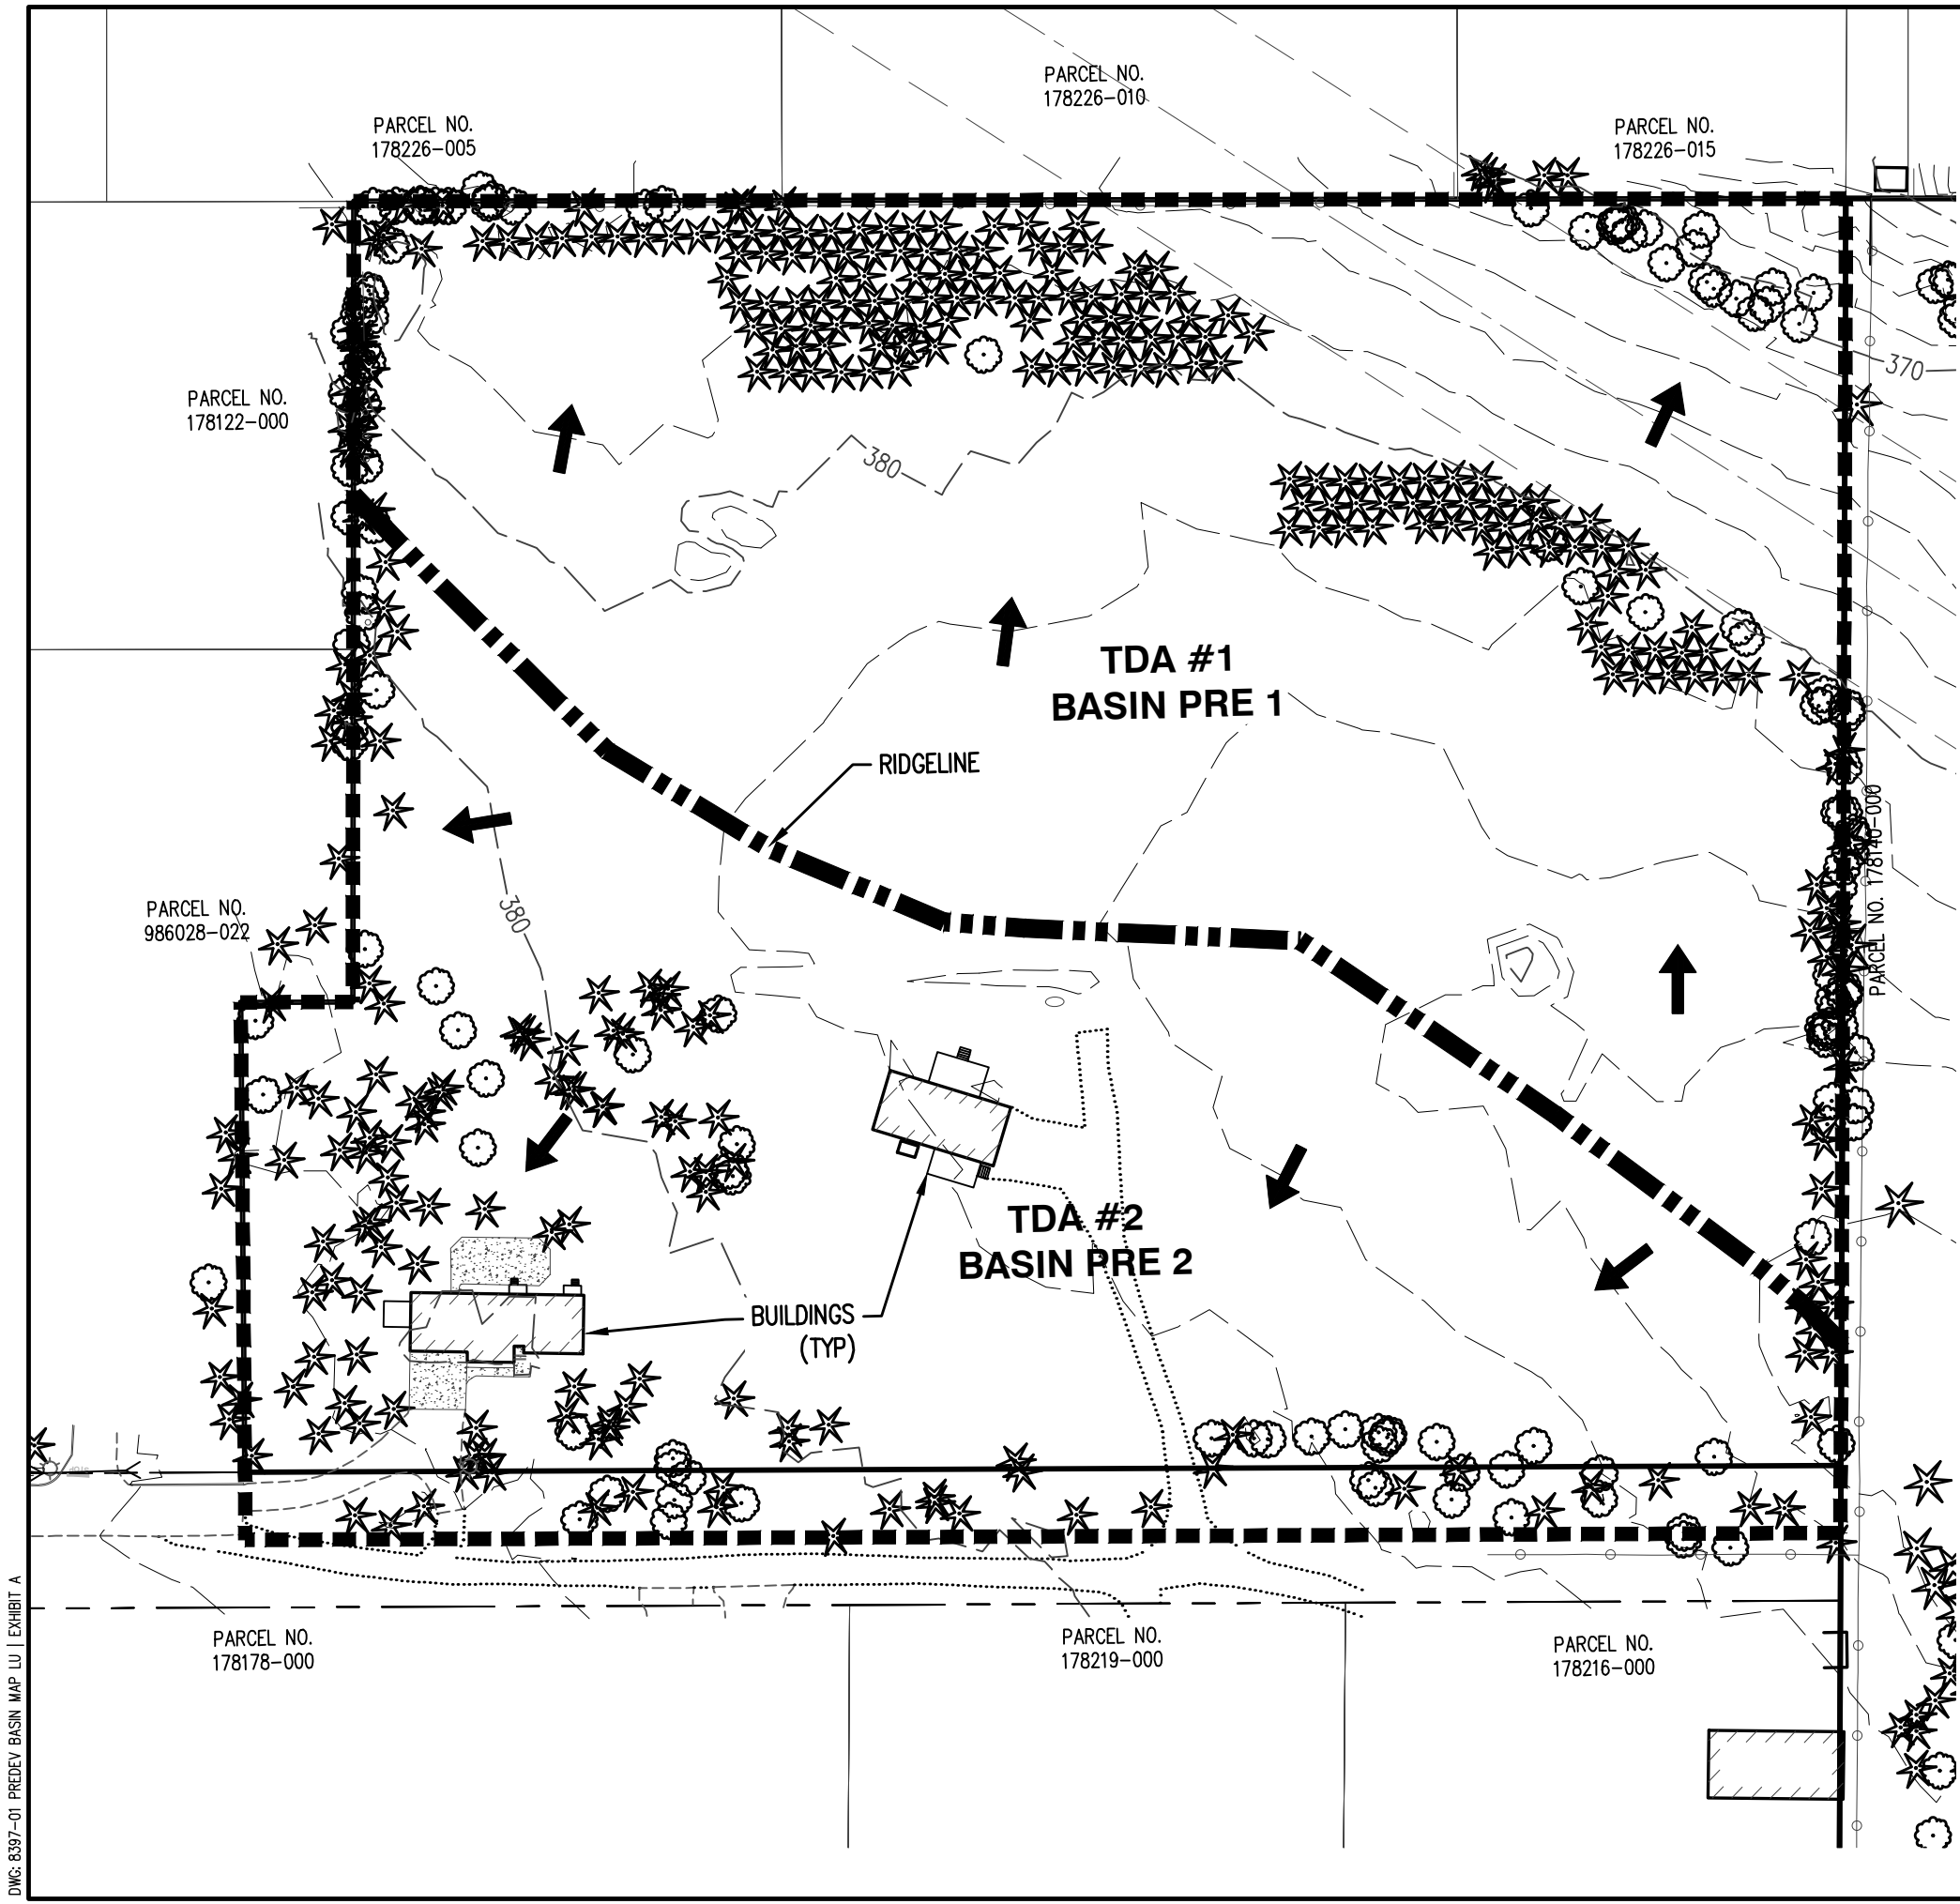 PARCEL NO.
178226-010
PARCEL NO.
178226-005
PARCEL NO.
178226-015
370
PARCEL NO.
178122-000
380
TDA #1
BASIN PRE 1
RIDGELINE
PARCEL NO. 178140-000
380
PARCEL NO.
986028-022
TDA #2
BASIN PRE 2
BUILDINGS
(TYP)
PARCEL NO.
178178-000
PARCEL NO.
178219-000
PARCEL NO.
178216-000
DWG: 8397-01 PREDEV BASIN MAP LU | EXHIBIT A